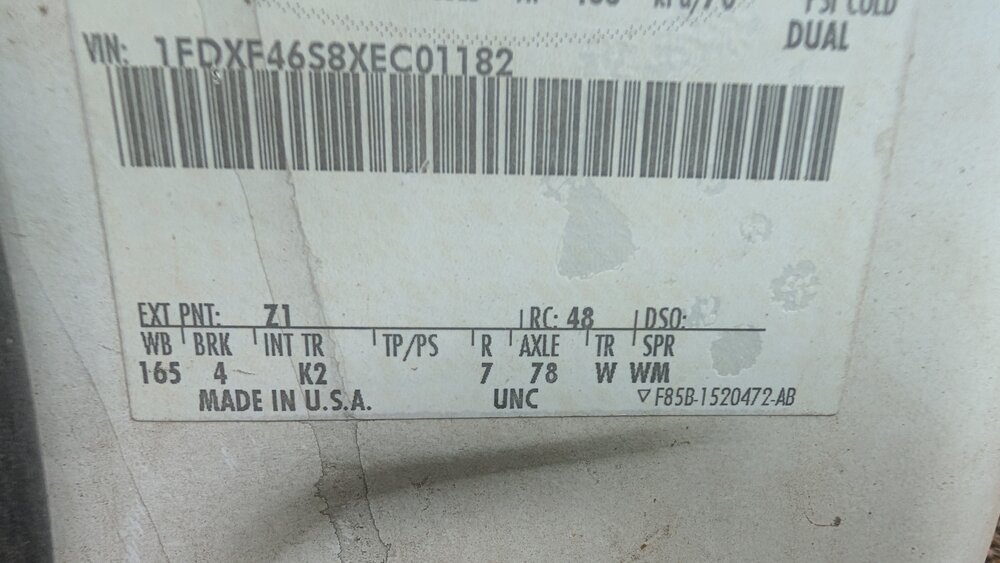 PSI COLD
DUAL
VIN: 1FDXF46S8XEC01182
EXT PNT: Z1 RC: 48 DSO:
WB BRK INT TR TP/PS R AXLE TR SPR
165 4 K2 7 78 W WM
MADE IN U.S.A. UNC ▽ F85B-1520472-AB